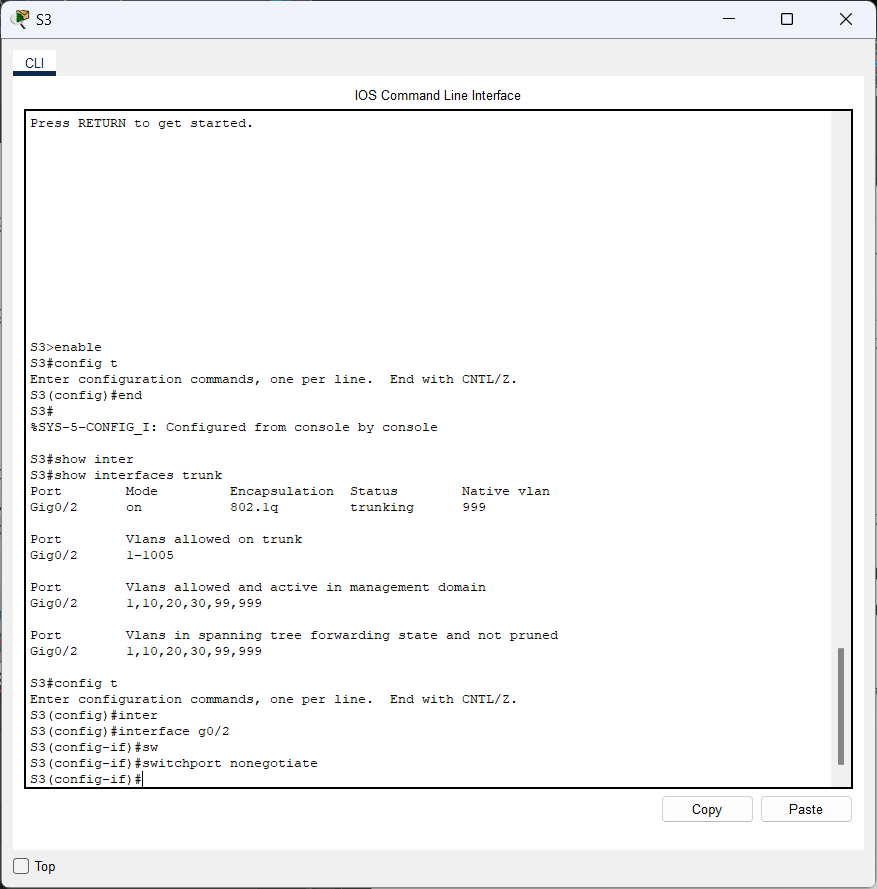 S3
CLI
IOS Command Line Interface
Press RETURN to get started.
S3>enable
S3#config t
Enter configuration commands, one per line.  End with CNTL/Z.
S3(config)#end
S3#
%SYS-5-CONFIG_I: Configured from console by console
S3#show inter
S3#show interfaces trunk
Port        Mode         Encapsulation  Status        Native vlan
Gig0/2      on           802.1q         trunking      999
Port        Vlans allowed on trunk
Gig0/2      1-1005
Port        Vlans allowed and active in management domain
Gig0/2      1,10,20,30,99,999
Port        Vlans in spanning tree forwarding state and not pruned
Gig0/2      1,10,20,30,99,999
S3#config t
Enter configuration commands, one per line.  End with CNTL/Z.
S3(config)#inter
S3(config)#interface g0/2
S3(config-if)#sw
S3(config-if)#switchport nonegotiate
S3(config-if)#
Copy
Paste
Top